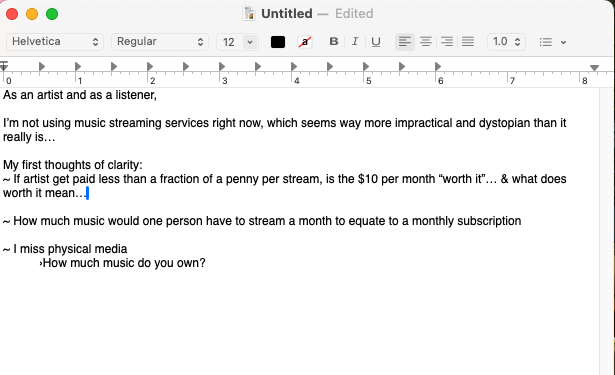 Untitled — Edited
Helvetica Regular 12 a B I U 1.0
0 1 2 3 4 5 6 7 8
As an artist and as a listener,
I’m not using music streaming services right now, which seems way more impractical and dystopian than it
really is…
My first thoughts of clarity:
~ If artist get paid less than a fraction of a penny per stream, is the $10 per month “worth it”… & what does
worth it mean…
~ How much music would one person have to stream a month to equate to a monthly subscription
~ I miss physical media
›How much music do you own?